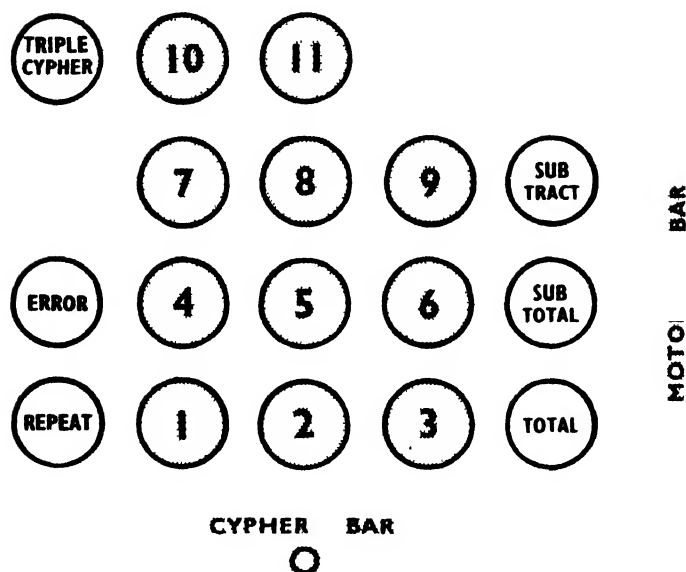 TRIPLE
CYPHER
10
11
7
8
9
SUB
TRACT
ERROR
4
5
6
SUB
TOTAL
REPEAT
1
2
3
TOTAL
CYPHER BAR
O
BAR